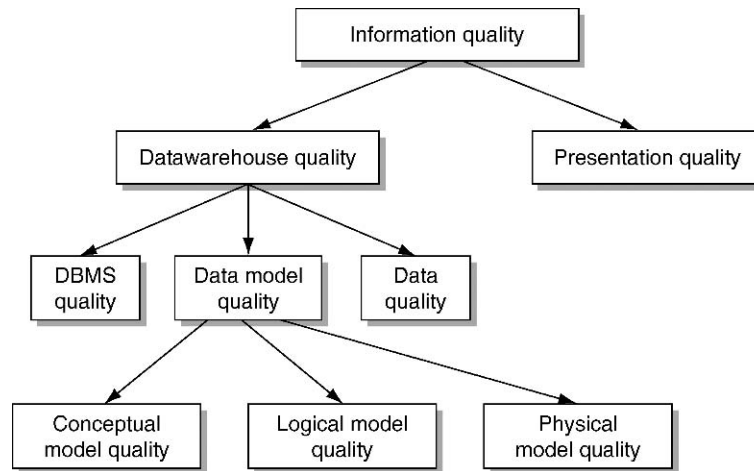 Information quality
Datawarehouse quality
Presentation quality
DBMS
quality
Data model
quality
Data
quality
Conceptual
model quality
Logical model
quality
Physical
model quality